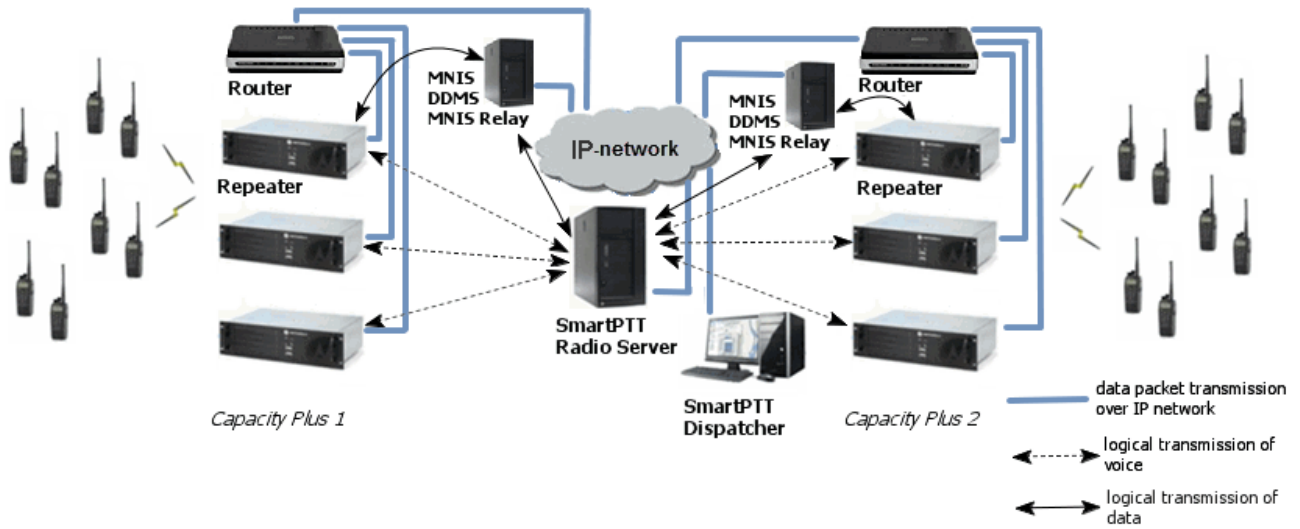 Router
MNIS
DDMS
MNIS Relay
Repeater
IP-network
MNIS
DDMS
MNIS Relay
Router
Repeater
SmartPTT
Radio Server
SmartPTT
Dispatcher
Capacity Plus 1
Capacity Plus 2
data packet transmission
over IP network
logical transmission of
voice
logical transmission of
data